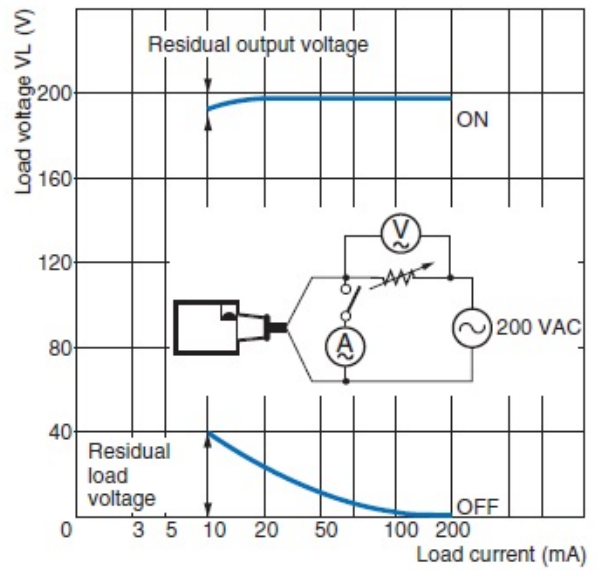 Load voltage VL (V)
Residual output voltage
200
ON
160
120
V
200 VAC
A
80
40
Residual
load
voltage
OFF
0 3 5 10 20 50 100 200
Load current (mA)